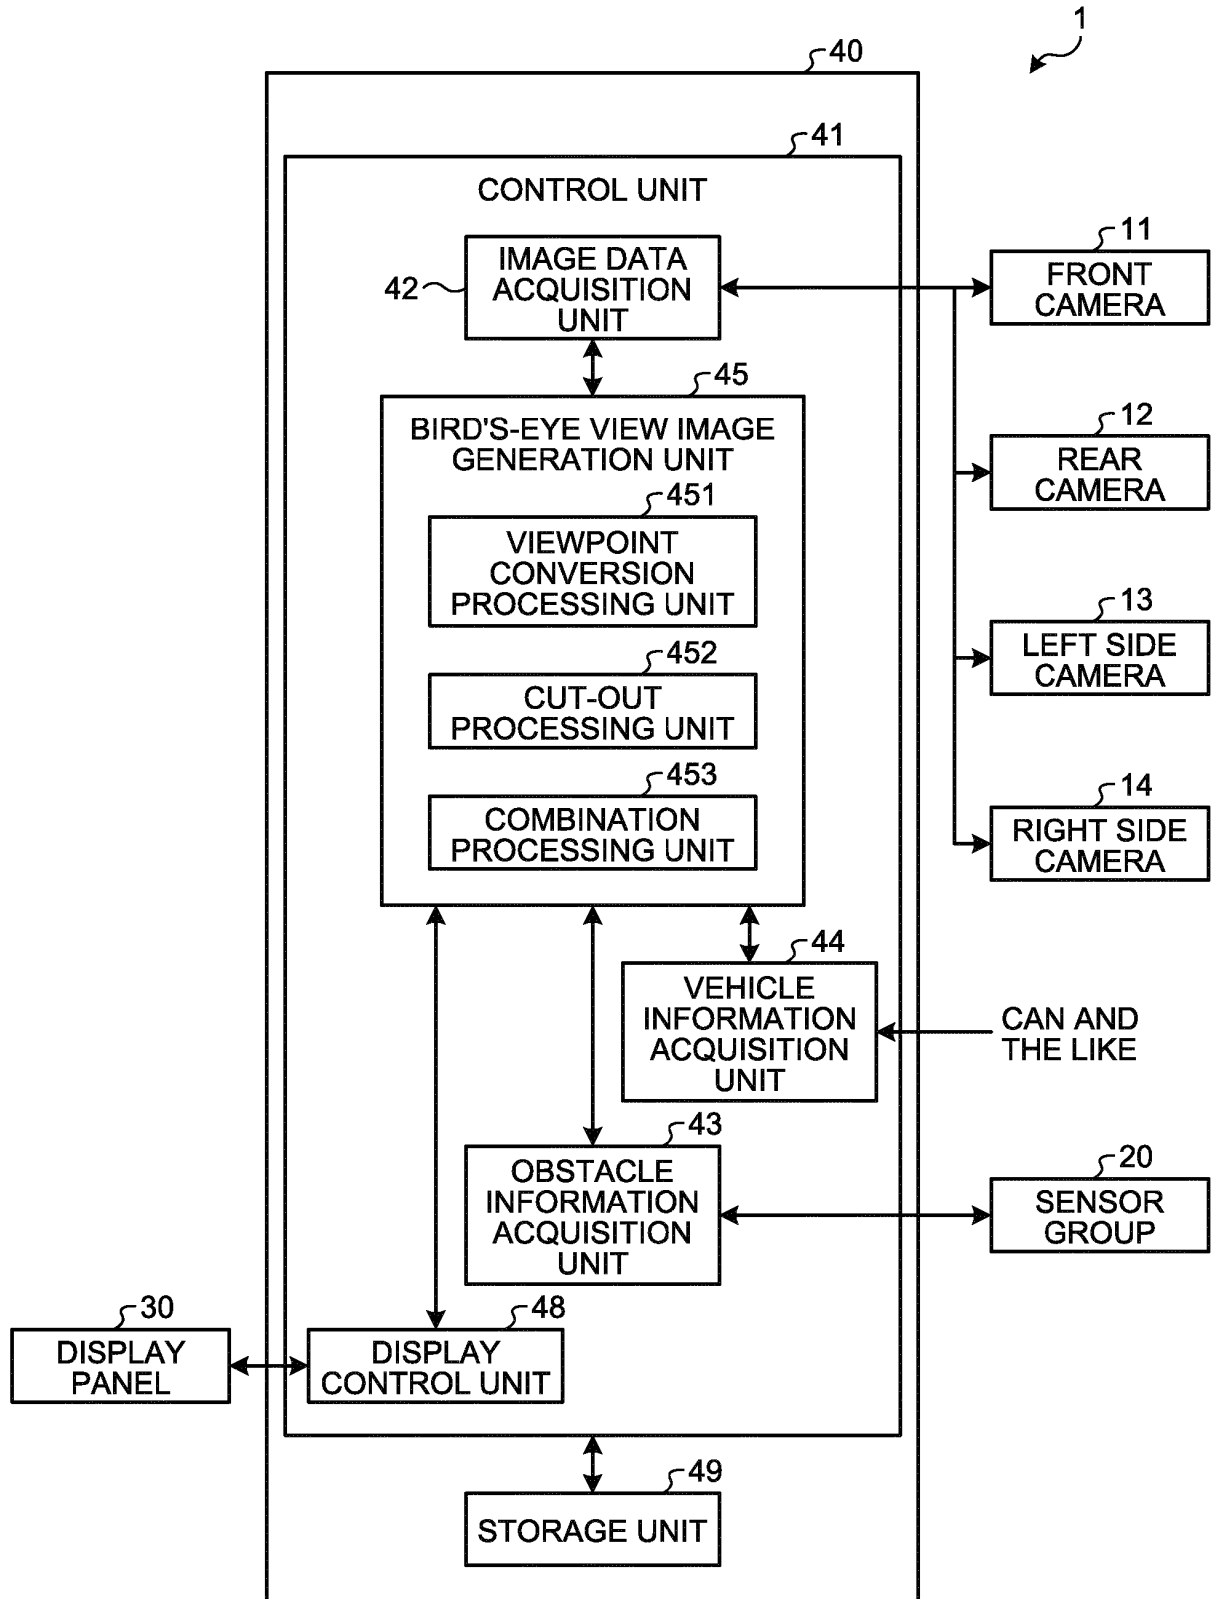 1
40
41
CONTROL UNIT
42
IMAGE DATA
ACQUISITION
UNIT
11
FRONT
CAMERA
45
BIRD'S-EYE VIEW IMAGE
GENERATION UNIT
12
REAR
CAMERA
451
VIEWPOINT
CONVERSION
PROCESSING UNIT
13
LEFT SIDE
CAMERA
452
CUT-OUT
PROCESSING UNIT
453
COMBINATION
PROCESSING UNIT
14
RIGHT SIDE
CAMERA
44
VEHICLE
INFORMATION
ACQUISITION
UNIT
CAN AND
THE LIKE
43
OBSTACLE
INFORMATION
ACQUISITION
UNIT
20
SENSOR
GROUP
30
DISPLAY
PANEL
48
DISPLAY
CONTROL UNIT
49
STORAGE UNIT